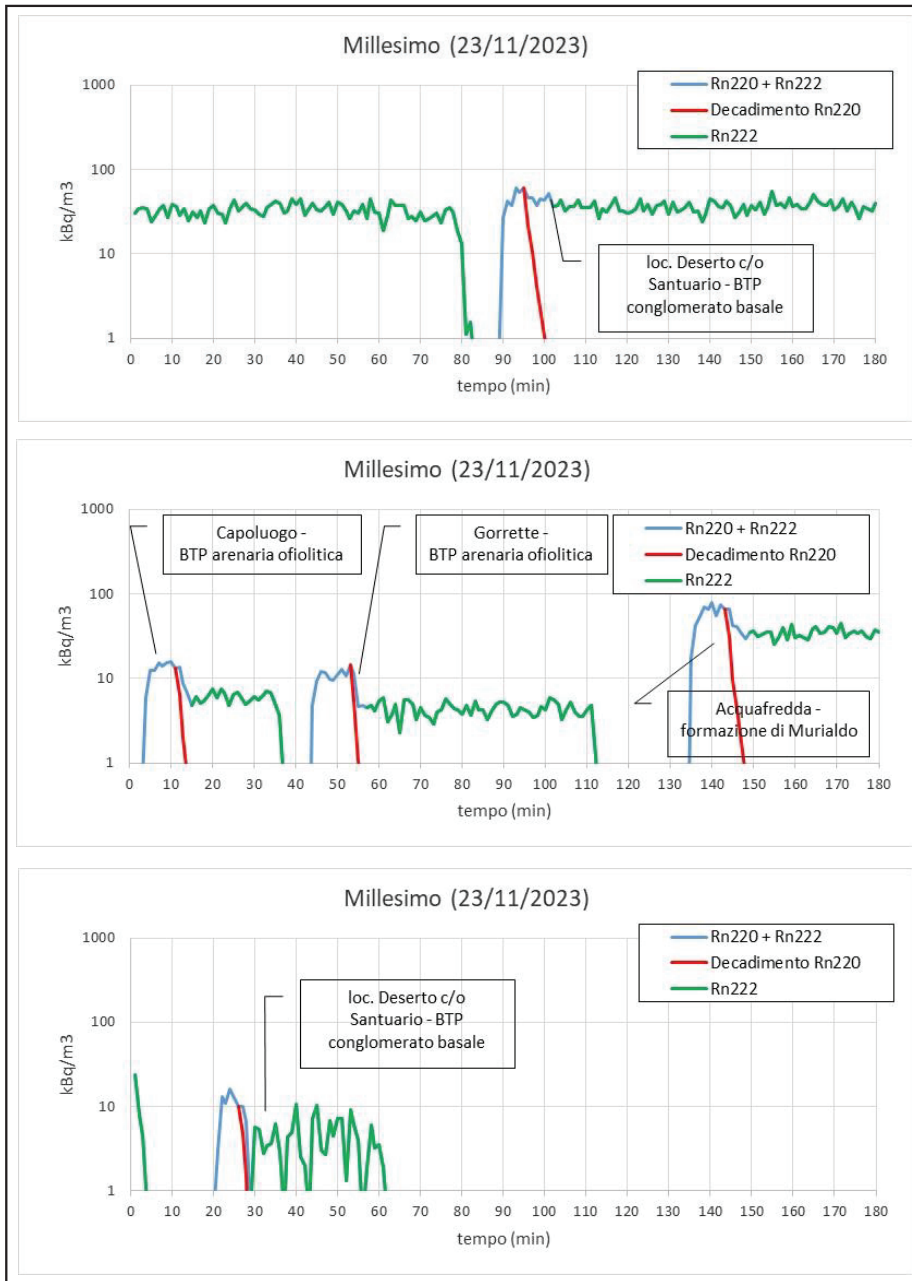 Millesimo (23/11/2023)
1000
100
10
1
kBq/m3
0 10 20 30 40 50 60 70 80 90 100 110 120 130 140 150 160 170 180
tempo (min)
Rn220 + Rn222
Decadimento Rn220
Rn222
loc. Deserto c/o
Santuario - BTP
conglomerato basale
Millesimo (23/11/2023)
1000
100
10
1
kBq/m3
0 10 20 30 40 50 60 70 80 90 100 110 120 130 140 150 160 170 180
tempo (min)
Capoluogo -
BTP arenaria ofiolitica
Gorrette -
BTP arenaria ofiolitica
Rn220 + Rn222
Decadimento Rn220
Rn222
Acquafredda -
formazione di Murialdo
Millesimo (23/11/2023)
1000
100
10
1
kBq/m3
0 10 20 30 40 50 60 70 80 90 100 110 120 130 140 150 160 170 180
tempo (min)
Rn220 + Rn222
Decadimento Rn220
Rn222
loc. Deserto c/o
Santuario - BTP
conglomerato basale